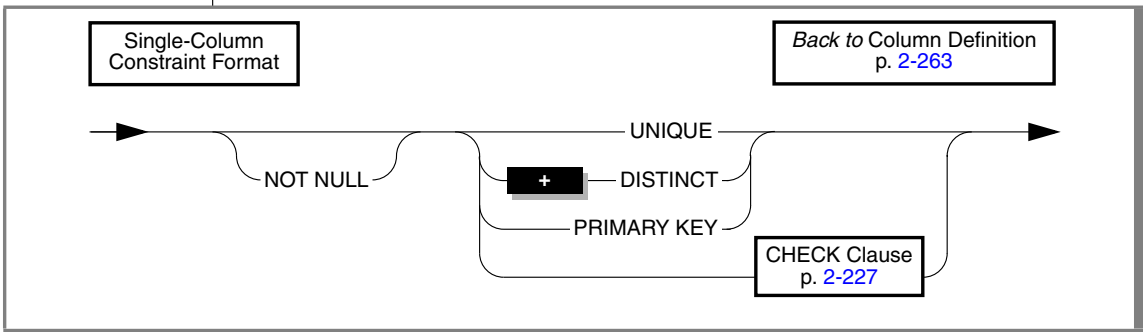 Single-Column
Constraint Format
Back to Column Definition
p. 2-263
UNIQUE
NOT NULL
+
DISTINCT
PRIMARY KEY
CHECK Clause
p. 2-227